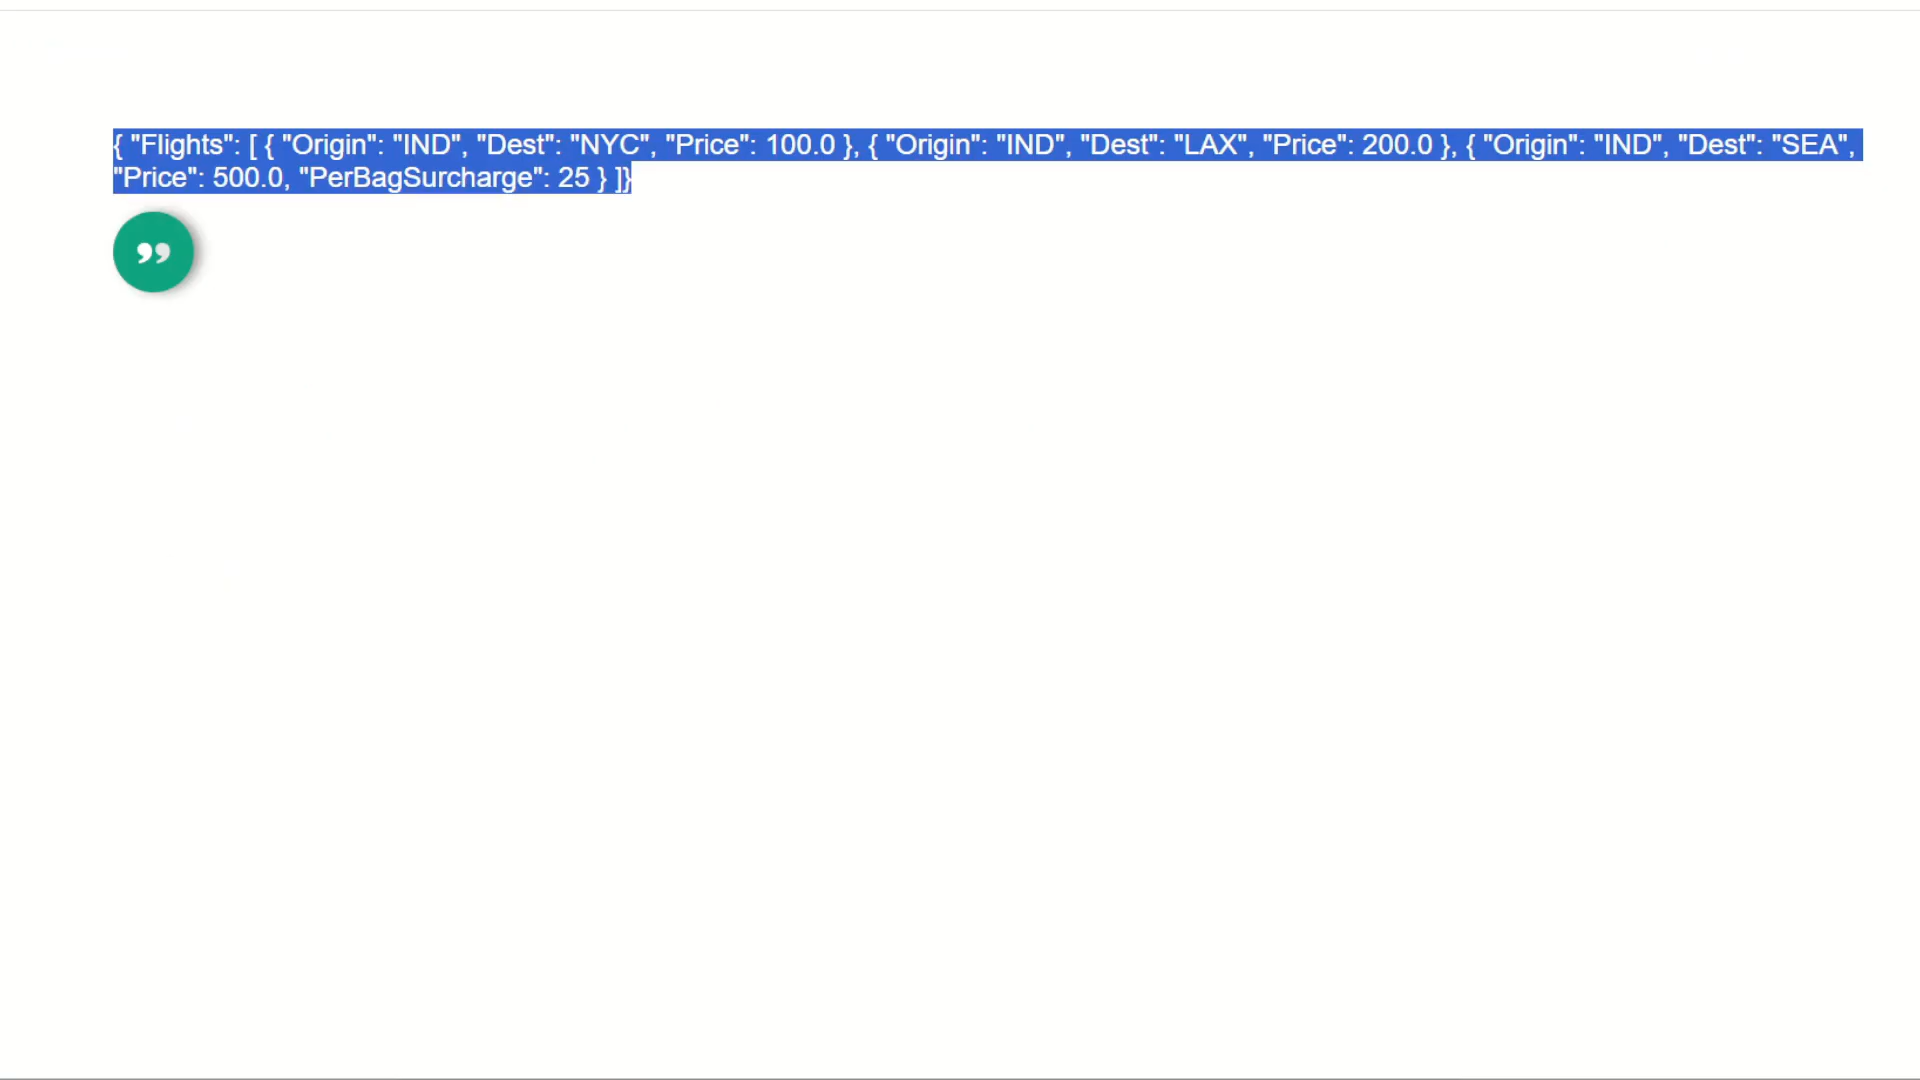 { "Flights": [ { "Origin": "IND", "Dest": "NYC", "Price": 100.0 }, { "Origin": "IND", "Dest": "LAX", "Price": 200.0 }, { "Origin": "IND", "Dest": "SEA",
"Price": 500.0, "PerBagSurcharge": 25 } ]}